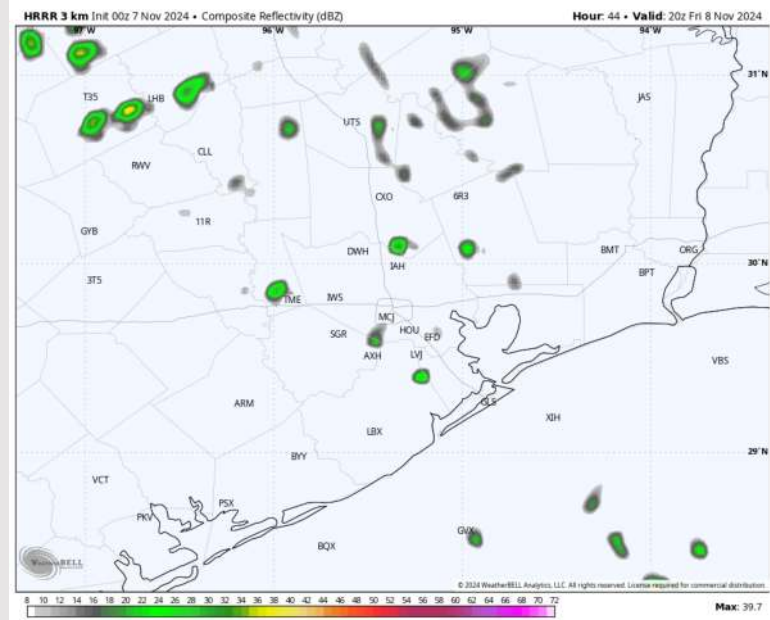 HRRR 3 km Init 00z 7 Nov 2024 • Composite Reflectivity (dBZ) Hour: 44 • Valid: 20z Fri 8 Nov 2024
97°W 96°W 95°W 94°W
31°N
T35 LHB JAS
UTS
CLL
RWV
CXO 6R3
11R
GYB
DWH BMT ORG
IAH 30°N
BPT
3T5
TME IWS
MCJ
SGR HOU EFD
AXH LVJ
VBS
ARM GLS
XIH
LBX
29°N
BYY
VCT
PSX
PKV
GVX
BQX
WEATHERBELL
© 2024 WeatherBELL Analytics, LLC. All rights reserved. License required for commercial distribution.
8 10 12 14 16 18 20 22 24 26 28 30 32 34 36 38 40 42 44 46 48 50 52 54 56 58 60 62 64 66 68 70 72 Max: 39.7